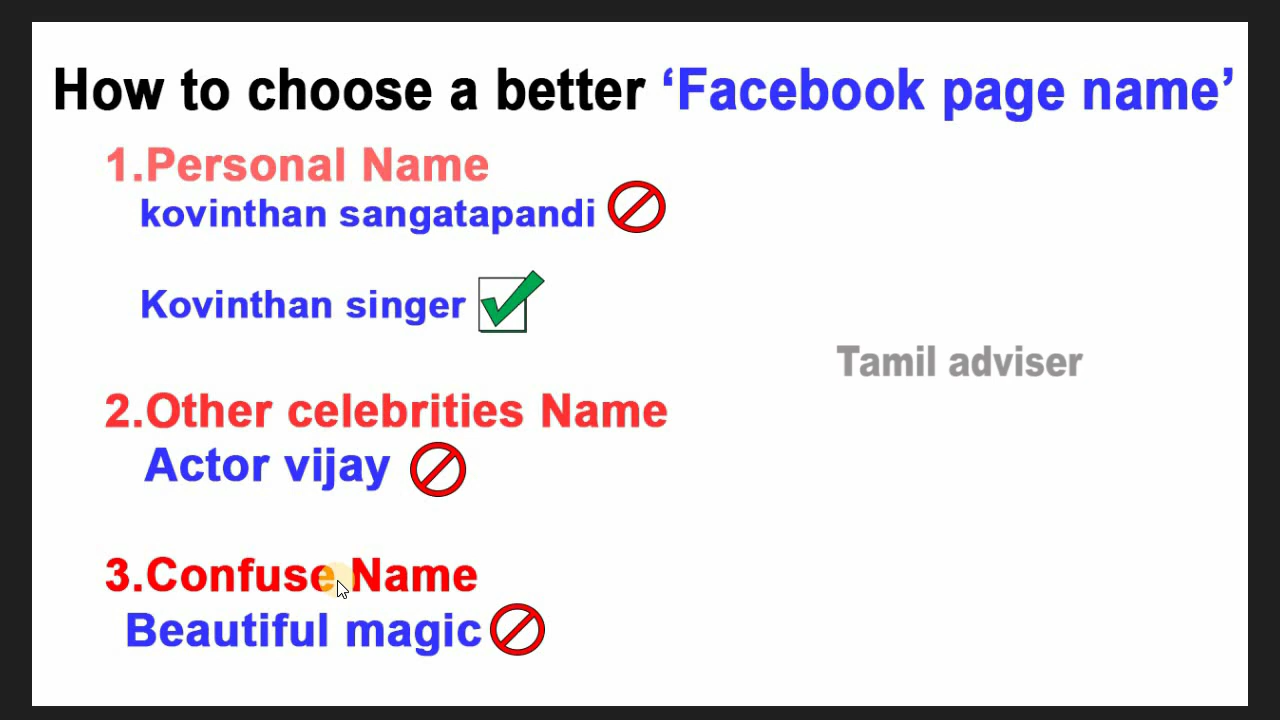 How to choose a better ‘Facebook page name’
1.Personal Name
kovinthan sangatapandi
Kovinthan singer
Tamil adviser
2.Other celebrities Name
Actor vijay
3.Confuse Name
Beautiful magic